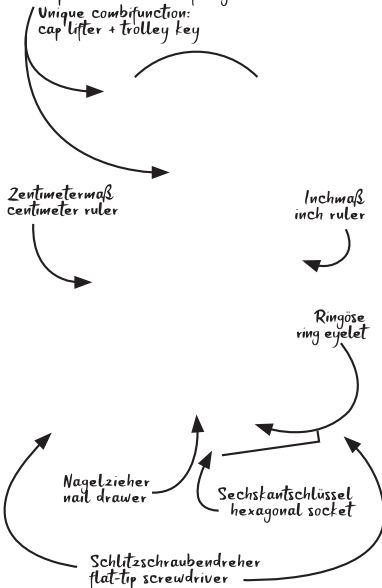 Unique combifunction:
cap lifter + trolley key
Zentimetermaß
centimeter ruler
Inchmaß
inch ruler
Ringöse
ring eyelet
Nagelzieher
nail drawer
Sechskantschlüssel
hexagonal socket
Schlitzschraubendreher
flat-tip screwdriver